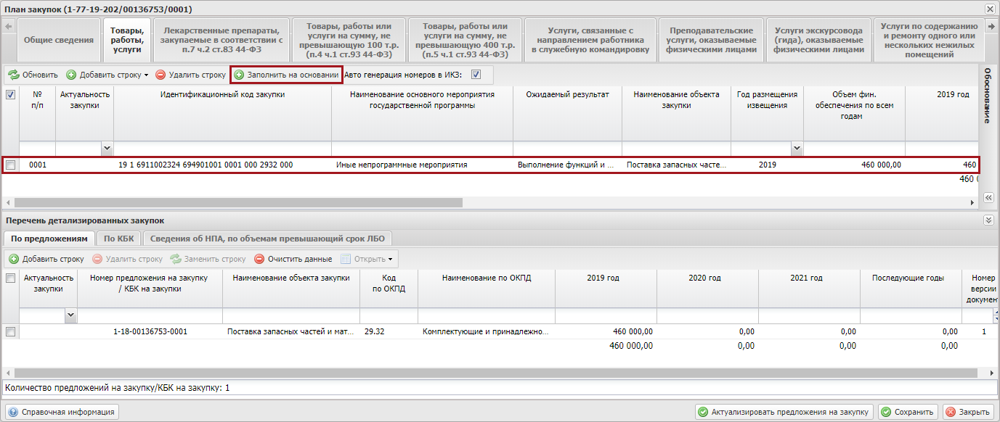 План закупок (1-77-19-202/00136753/0001)
Общие сведения
Товары,
работы,
услуги
Лекарственные препараты,
закупаемые в соответствии с
п.7 ч.2 ст.83 44-ФЗ
Товары, работы или
услуги на сумму, не
превышающую 100 т.р.
(п.4 ч.1 ст.93 44-ФЗ)
Товары, работы или
услуги на сумму, не
превышающую 400 т.р.
(п.5 ч.1 ст.93 44-ФЗ)
Услуги, связанные с
направлением работника
в служебную командировку
Преподавательские
услуги, оказываемые
физическими лицами
Услуги экскурсовода
(гида), оказываемые
физическими лицами
Услуги по содержанию
и ремонту одного или
нескольких нежилых
помещений
Обновить Добавить строку Удалить строку Заполнить на основании Авто генерация номеров в ИКЗ:
Обоснование
№
п/п
Актуальность
закупки
Идентификационный код закупки
Наименование основного мероприятия
государственной программы
Ожидаемый результат
Наименование объекта
закупки
Год размещения
извещения
Объем фин.
обеспечения по всем
годам
2019 год
0001 19 1 6911002324 694901001 0001 000 2932 000 Иные непрограммные мероприятия Выполнение функций и ... Поставка запасных часте... 2019 460 000,00 460
460
Перечень детализированных закупок
По предложениям По КБК Сведения об НПА, по объемам превышающий срок ЛБО
Добавить строку Удалить строку Заменить строку Очистить данные Открыть
Актуальность
закупки
Номер предложения на закупку
/ КБК на закупки
Наименование объекта закупки
Код
по ОКПД
Наименование по ОКПД
2019 год
2020 год
2021 год
Последующие годы
Номер
версии
докумен
1-18-00136753-0001 Поставка запасных частей и мат... 29.32 Комплектующие и принадлежно... 460 000,00 0,00 0,00 0,00 1
460 000,00 0,00 0,00 0,00
Количество предложений на закупку/КБК на закупку: 1
Справочная информация Актуализировать предложения на закупку Сохранить Закрыть